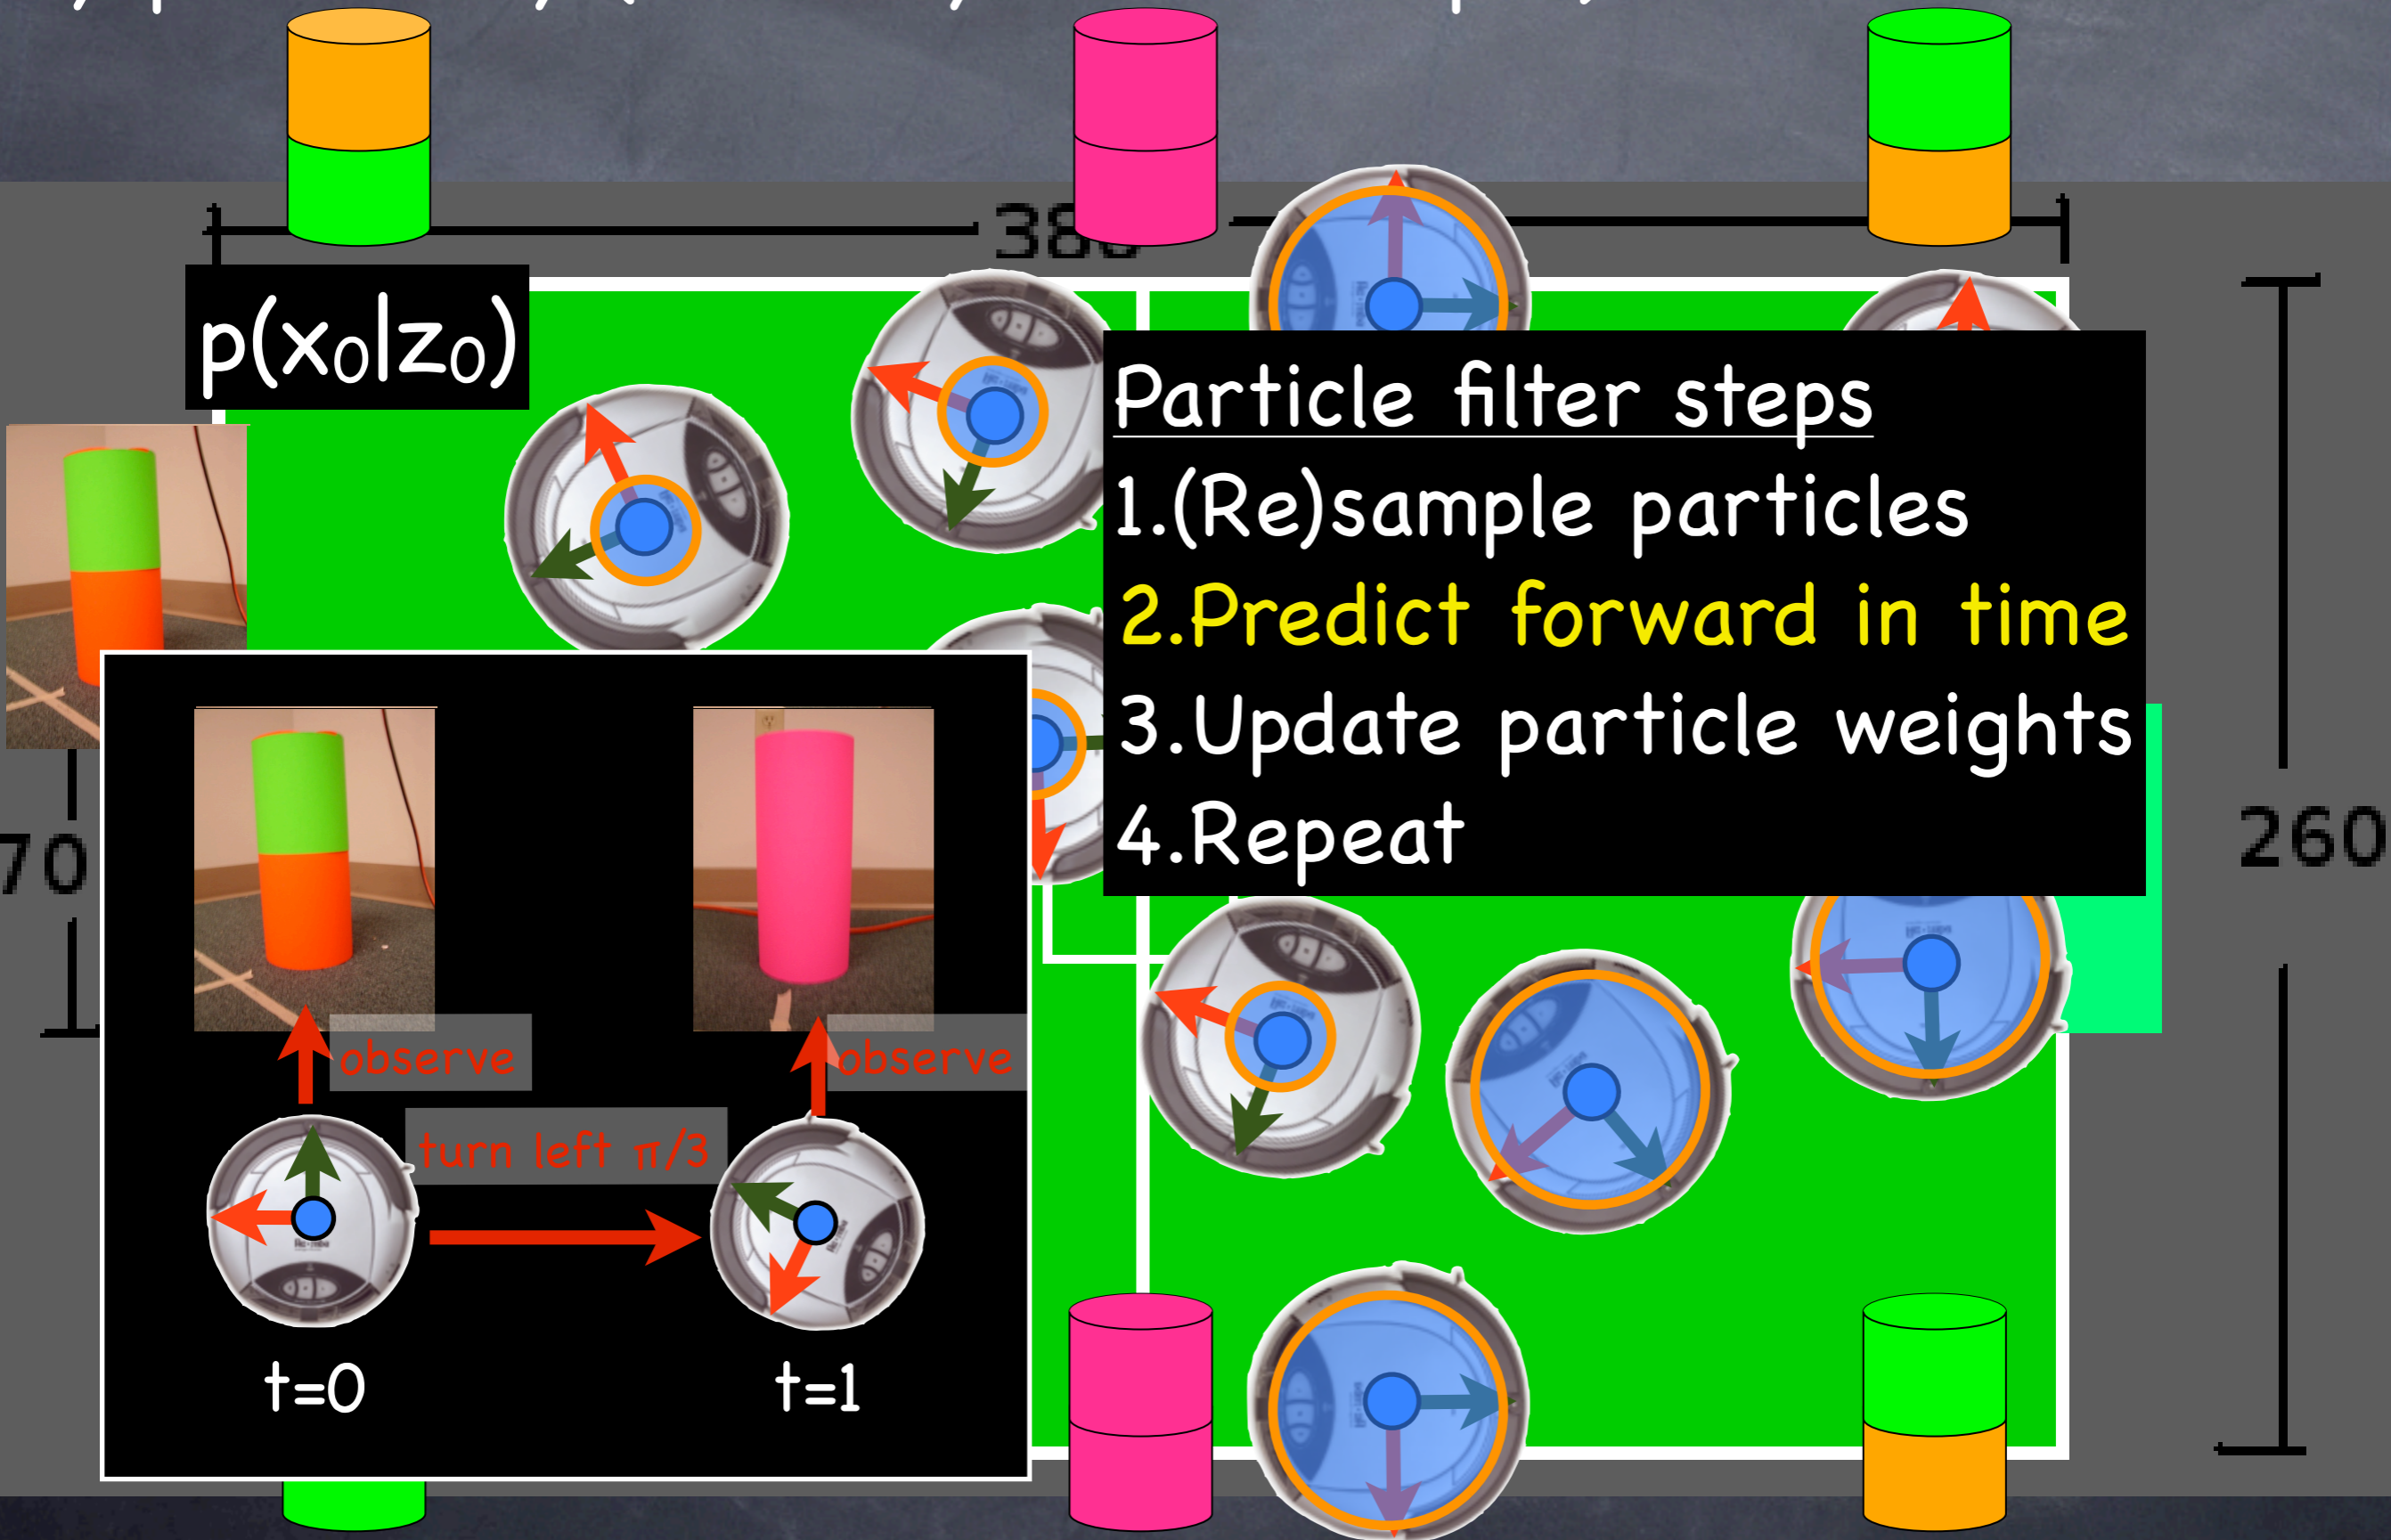 p(x₀|z₀)
Particle filter steps
1.(Re)sample particles
2.Predict forward in time
3.Update particle weights
4.Repeat
70
260
observe
observe
turn left π/3
t=0
t=1